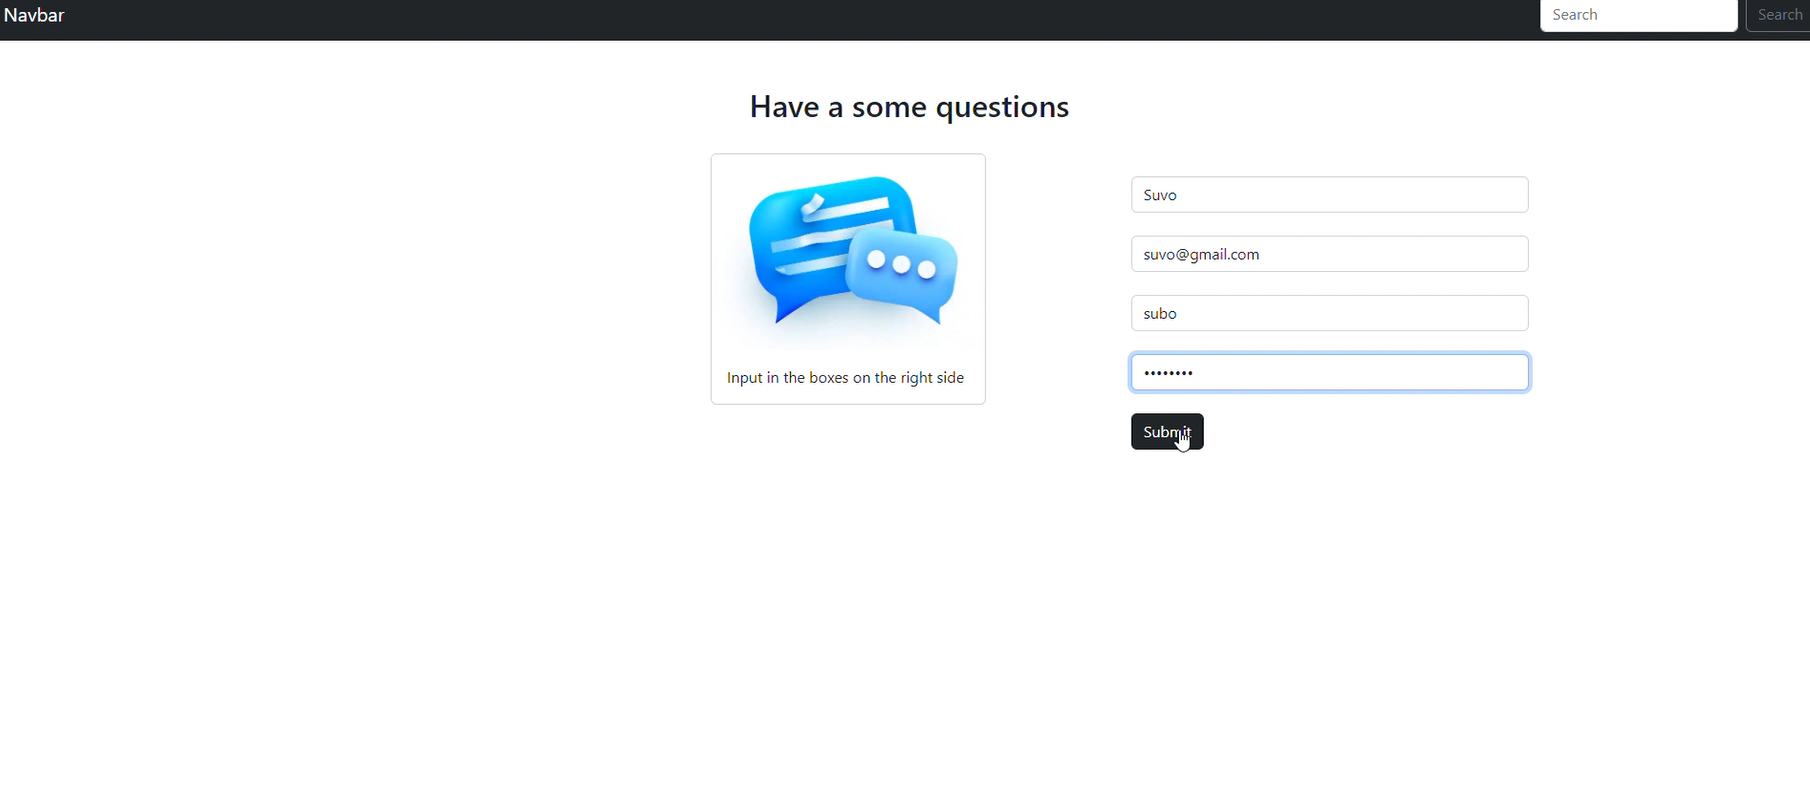 Navbar
Search
Search
Have a some questions
Suvo
suvo@gmail.com
subo
••••••••
Input in the boxes on the right side
Submit